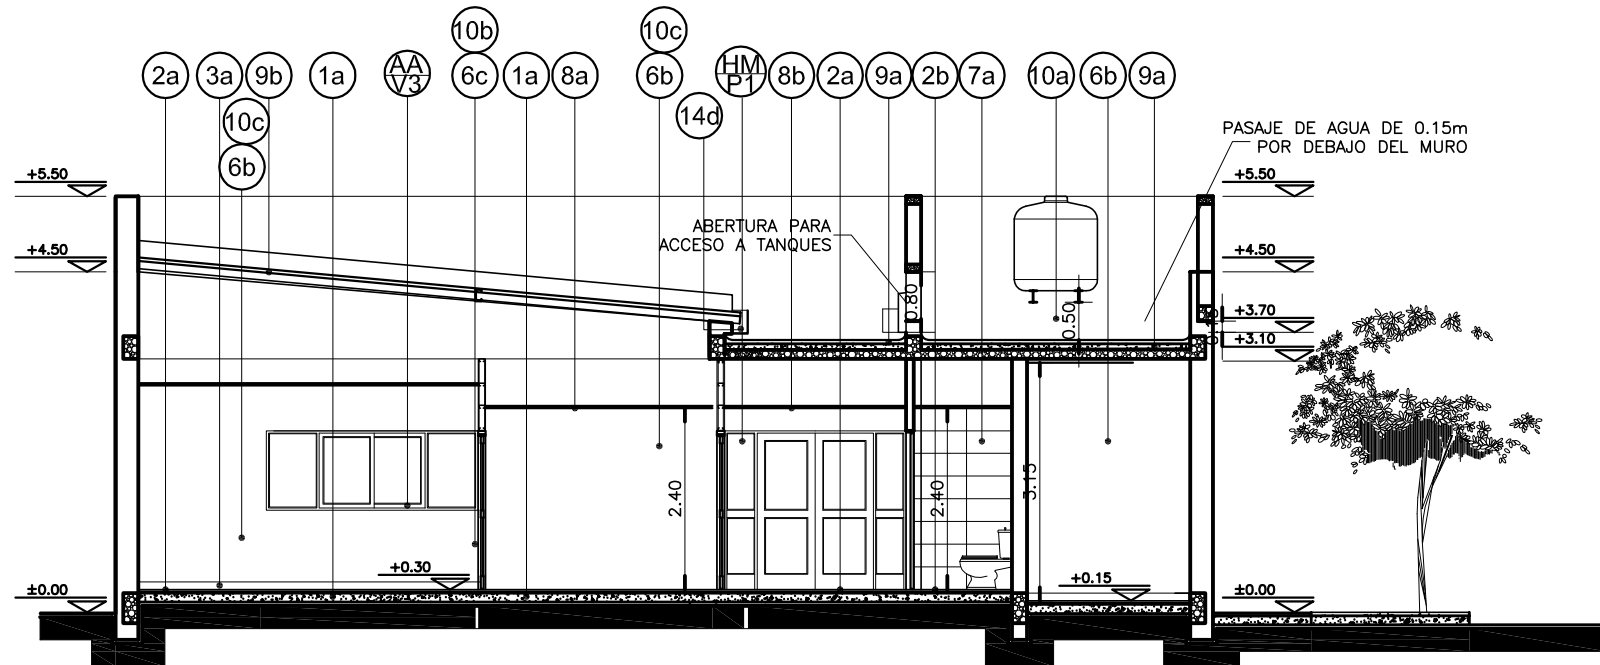 10b
10c
2a
3a
9b
1a
AA
V3
6c
1a
8a
6b
HM
P1
8b
2a
9a
2b
7a
10a
6b
9a
10c
14d
6b
PASAJE DE AGUA DE 0.15m
POR DEBAJO DEL MURO
+5.50
+5.50
ABERTURA PARA
ACCESO A TANQUES
+4.50
+4.50
0.80
0.50
+3.70
+3.10
2.40
2.40
3.15
+0.30
+0.15
±0.00
±0.00